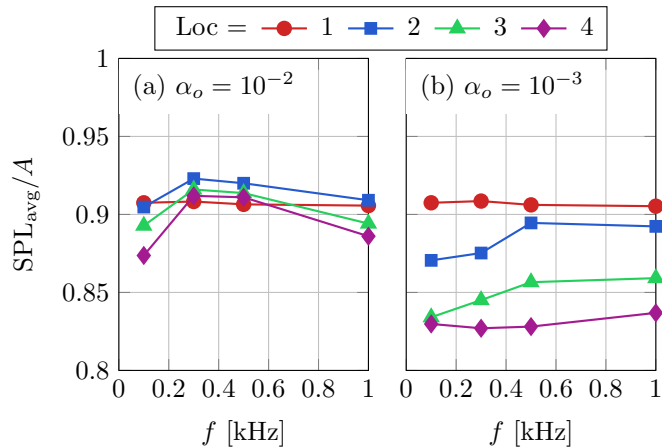 Loc = 1 2 3 4
(a) αₒ = 10⁻² (b) αₒ = 10⁻³
1
0.95
0.9
0.85
0.8
SPL_avg/A
0 0.2 0.4 0.6 0.8 1 0 0.2 0.4 0.6 0.8 1
f [kHz] f [kHz]